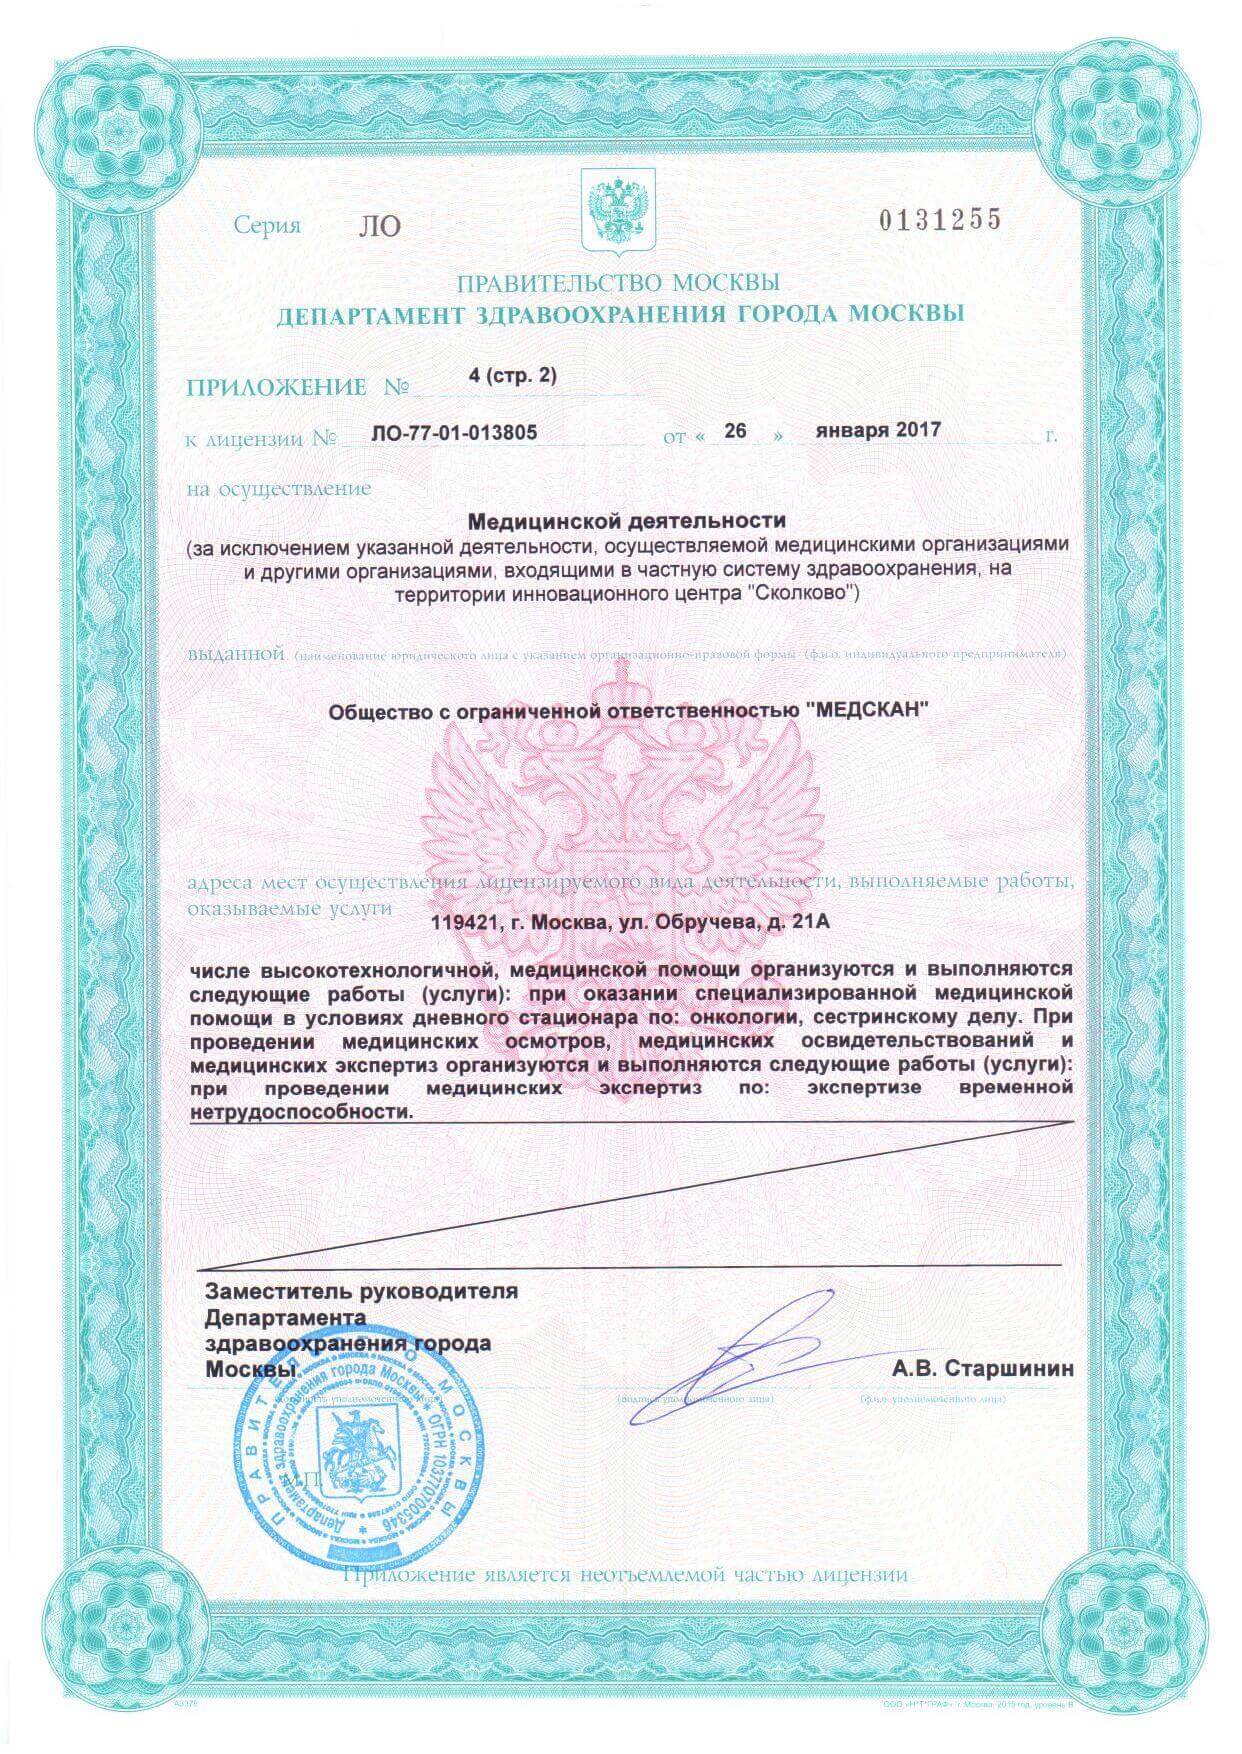 Серия ЛО 0131255
ПРАВИТЕЛЬСТВО МОСКВЫ
ДЕПАРТАМЕНТ ЗДРАВООХРАНЕНИЯ ГОРОДА МОСКВЫ
ПРИЛОЖЕНИЕ № 4 (стр. 2)
к лицензии № ЛО-77-01-013805 от « 26 » января 2017 г.
на осуществление
Медицинской деятельности
(за исключением указанной деятельности, осуществляемой медицинскими организациями
и другими организациями, входящими в частную систему здравоохранения, на
территории инновационного центра "Сколково")
выданной (наименование юридического лица с указанием организационно-правовой формы (ф.и.о. индивидуального предпринимателя)
Общество с ограниченной ответственностью "МЕДСКАН"
адреса мест осуществления лицензируемого вида деятельности, выполняемые работы,
оказываемые услуги
119421, г. Москва, ул. Обручева, д. 21А
числе высокотехнологичной, медицинской помощи организуются и выполняются
следующие работы (услуги): при оказании специализированной медицинской
помощи в условиях дневного стационара по: онкологии, сестринскому делу. При
проведении медицинских осмотров, медицинских освидетельствований и
медицинских экспертиз организуются и выполняются следующие работы (услуги):
при проведении медицинских экспертиз по: экспертизе временной
нетрудоспособности.
Заместитель руководителя
Департамента
здравоохранения города
Москвы
А.В. Старшинин
(подпись уполномоченного лица) (ф.и.о. уполномоченного лица)
М.П.
ПРАВИТЕЛЬСТВО МОСКВЫ
Департамент здравоохранения города Москвы * ОГРН 1037707005346 *
Приложение является неотъемлемой частью лицензии
А3378
ООО «Н*Т*ГРАФ», г. Москва, 2015 год, уровень В